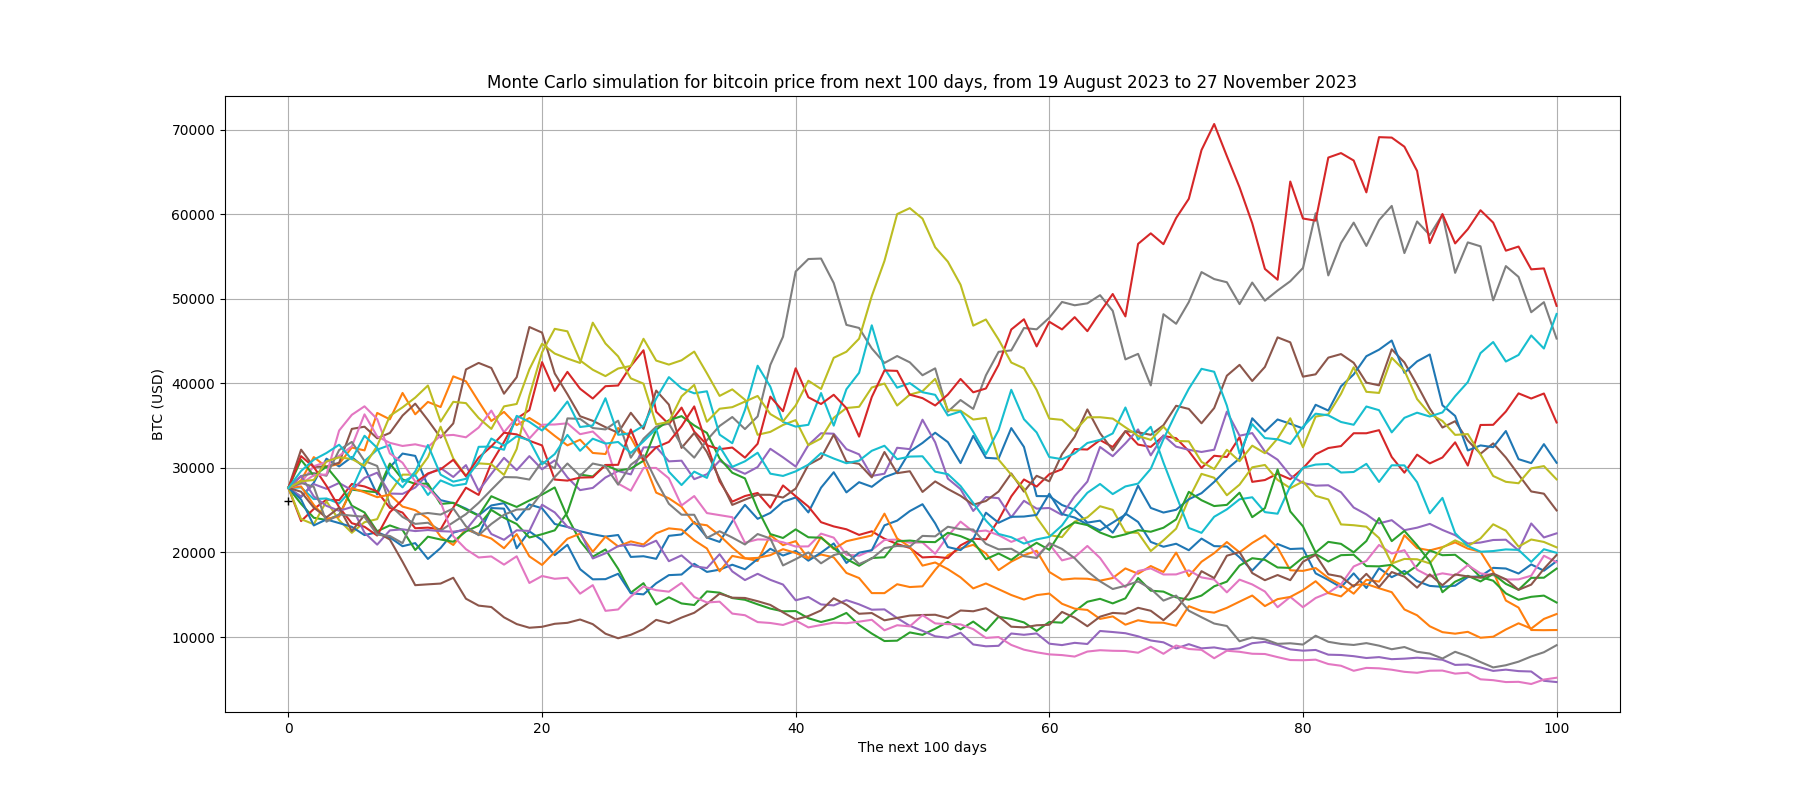 Monte Carlo simulation for bitcoin price from next 100 days, from 19 August 2023 to 27 November 2023
70000
60000
50000
40000
30000
20000
10000
BTC (USD)
0 20 40 60 80 100
The next 100 days